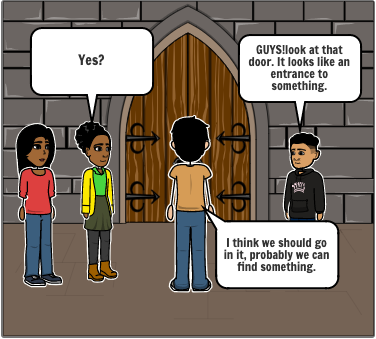 Yes?
GUYS!look at that
door. It looks like an
entrance to
something.
I think we should go
in it, probably we can
find something.